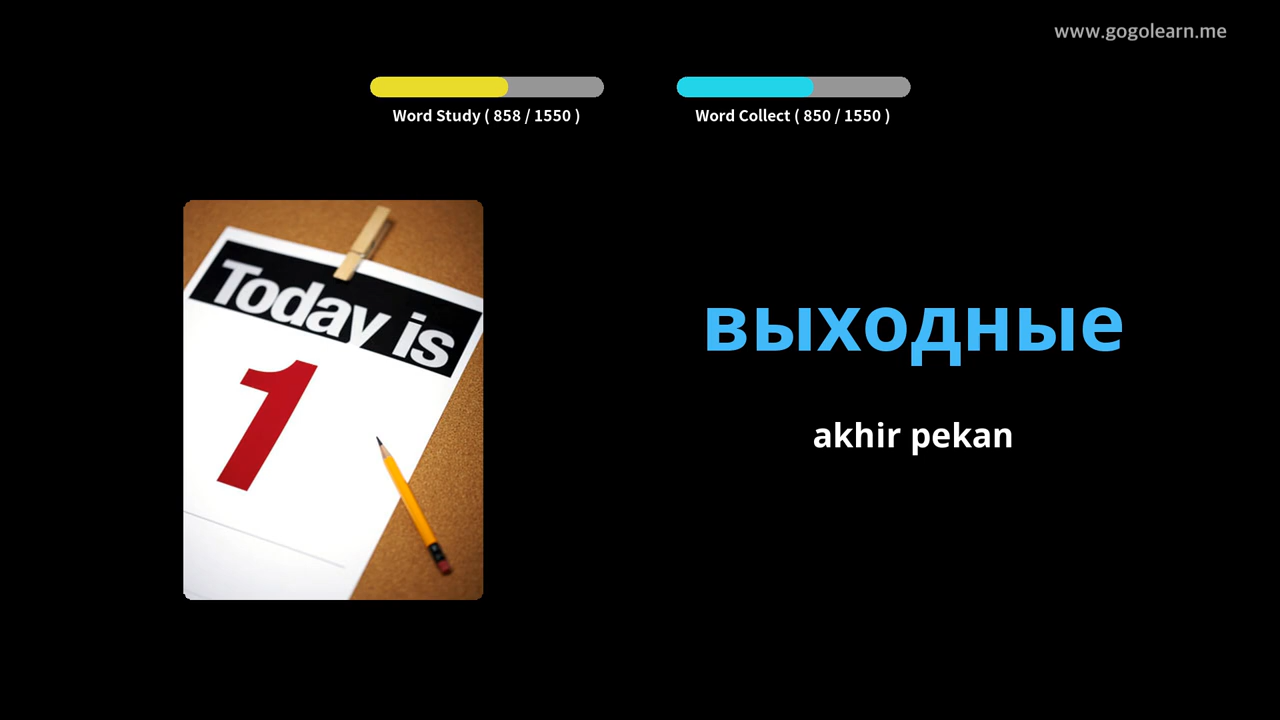 www.gogolearn.me
Word Study ( 858 / 1550 )
Word Collect ( 850 / 1550 )
Today is
1
выходные
akhir pekan